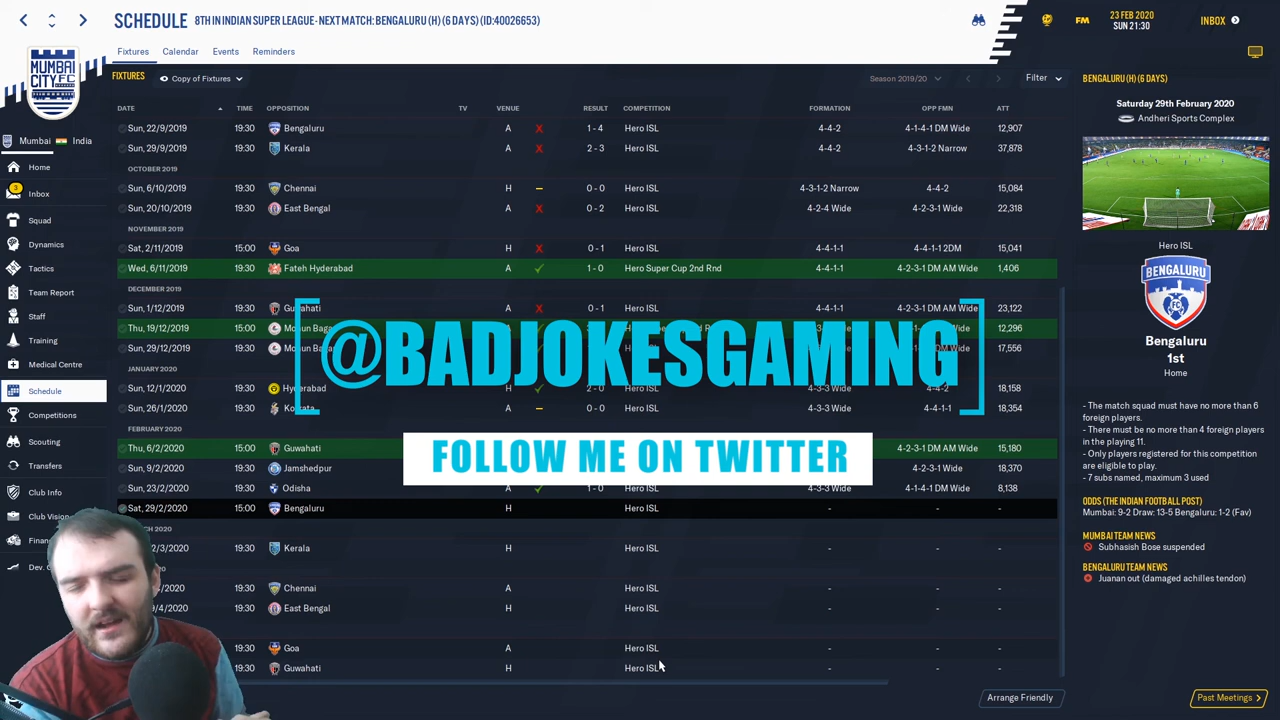 SCHEDULE
8TH IN INDIAN SUPER LEAGUE - NEXT MATCH: BENGALURU (H) (6 DAYS) (ID:40026653)
FM
23 FEB 2020
SUN 21:30
INBOX
Fixtures Calendar Events Reminders
MUMBAI CITY FC
FIXTURES Copy of Fixtures Season 2019/20 Filter
DATE TIME OPPOSITION TV VENUE RESULT COMPETITION FORMATION OPP FMN ATT
Sun, 22/9/2019 19:30 Bengaluru A 1 - 4 Hero ISL 4-4-2 4-1-4-1 DM Wide 12,907
Sun, 29/9/2019 19:30 Kerala A 2 - 3 Hero ISL 4-4-2 4-3-1-2 Narrow 37,878
OCTOBER 2019
Sun, 6/10/2019 19:30 Chennai H 0 - 0 Hero ISL 4-3-1-2 Narrow 4-4-2 15,084
Sun, 20/10/2019 19:30 East Bengal A 0 - 2 Hero ISL 4-2-4 Wide 4-2-3-1 Wide 22,318
NOVEMBER 2019
Sat, 2/11/2019 15:00 Goa H 0 - 1 Hero ISL 4-4-1-1 4-4-1-1 2DM 15,041
Wed, 6/11/2019 19:30 Fateh Hyderabad A 1 - 0 Hero Super Cup 2nd Rnd 4-4-1-1 4-2-3-1 DM AM Wide 1,406
DECEMBER 2019
Sun, 1/12/2019 19:30 Guwahati A 0 - 1 Hero ISL 4-4-1-1 4-2-3-1 DM AM Wide 23,122
Thu, 19/12/2019 15:00 Mohun Baga 12,296
Sun, 29/12/2019 19:30 Mohun Baga 17,556
JANUARY 2020
Sun, 12/1/2020 19:30 Hyderabad 2 - 0 Hero ISL 4-3-3 Wide 4-4-2 18,158
Sun, 26/1/2020 19:30 Kolkata A 0 - 0 Hero ISL 4-3-3 Wide 4-4-1-1 18,354
FEBRUARY 2020
Thu, 6/2/2020 15:00 Guwahati 4-2-3-1 DM AM Wide 15,180
Sun, 9/2/2020 19:30 Jamshedpur 4-2-3-1 Wide 18,370
Sun, 23/2/2020 19:30 Odisha A 1 - 0 Hero ISL 4-3-3 Wide 4-1-4-1 DM Wide 8,138
Sat, 29/2/2020 15:00 Bengaluru H Hero ISL - - -
CH 2020
2/3/2020 19:30 Kerala H Hero ISL - - -
/2020 19:30 Chennai A Hero ISL - - -
/4/2020 19:30 East Bengal H Hero ISL - - -
19:30 Goa A Hero ISL - - -
19:30 Guwahati H Hero ISL - - -
@BADJOKESGAMING
FOLLOW ME ON TWITTER
Mumbai India
Home
3
Inbox
Squad
Dynamics
Tactics
Team Report
Staff
Training
Medical Centre
Schedule
Competitions
Scouting
Transfers
Club Info
Club Vision
Finan
Dev. C
BENGALURU (H) (6 DAYS)
Saturday 29th February 2020
Andheri Sports Complex
Hero ISL
BENGALURU
Bengaluru
1st
Home
- The match squad must have no more than 6
foreign players.
- There must be no more than 4 foreign players
in the playing 11.
- Only players registered for this competition
are eligible to play.
- 7 subs named, maximum 3 used
ODDS (THE INDIAN FOOTBALL POST)
Mumbai: 9-2 Draw: 13-5 Bengaluru: 1-2 (Fav)
MUMBAI TEAM NEWS
Subhasish Bose suspended
BENGALURU TEAM NEWS
Juanan out (damaged achilles tendon)
Arrange Friendly
Past Meetings